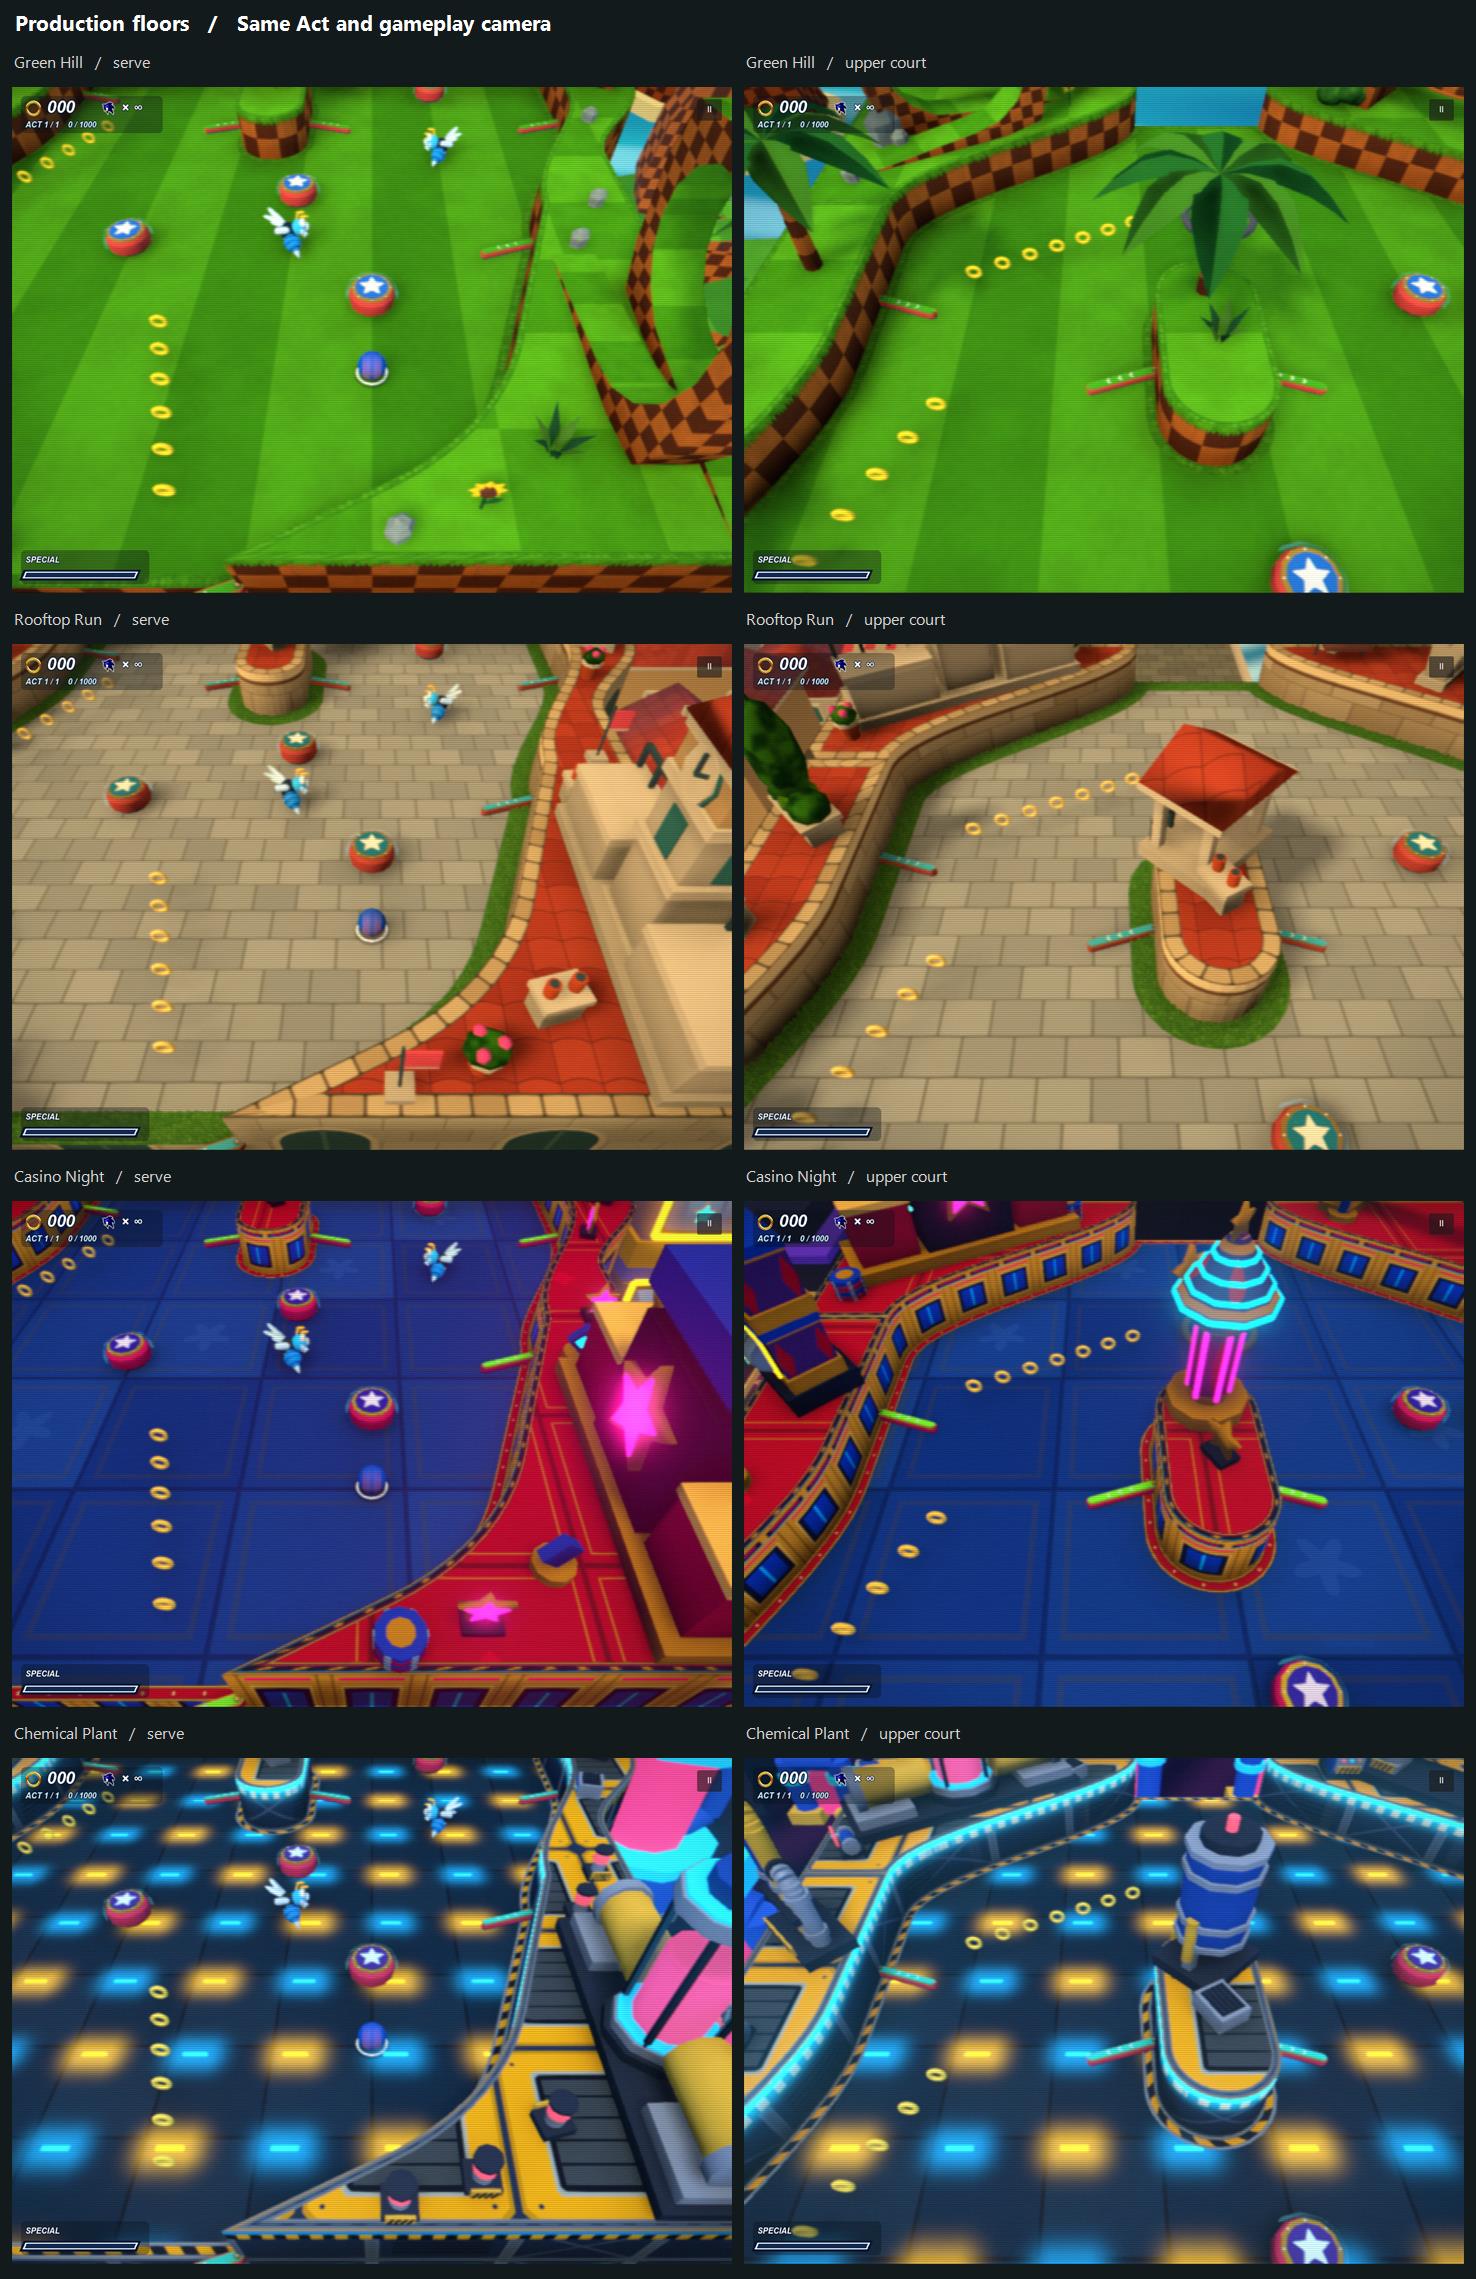 Production floors / Same Act and gameplay camera
Green Hill / serve
Green Hill / upper court
000 × ∞
ACT 1 / 1 0 / 1000
SPECIAL
000 × ∞
ACT 1 / 1 0 / 1000
SPECIAL
Rooftop Run / serve
Rooftop Run / upper court
000 × ∞
ACT 1 / 1 0 / 1000
SPECIAL
000 × ∞
ACT 1 / 1 0 / 1000
SPECIAL
Casino Night / serve
Casino Night / upper court
000 × ∞
ACT 1 / 1 0 / 1000
SPECIAL
000 × ∞
ACT 1 / 1 0 / 1000
SPECIAL
Chemical Plant / serve
Chemical Plant / upper court
000 × ∞
ACT 1 / 1 0 / 1000
SPECIAL
000 × ∞
ACT 1 / 1 0 / 1000
SPECIAL